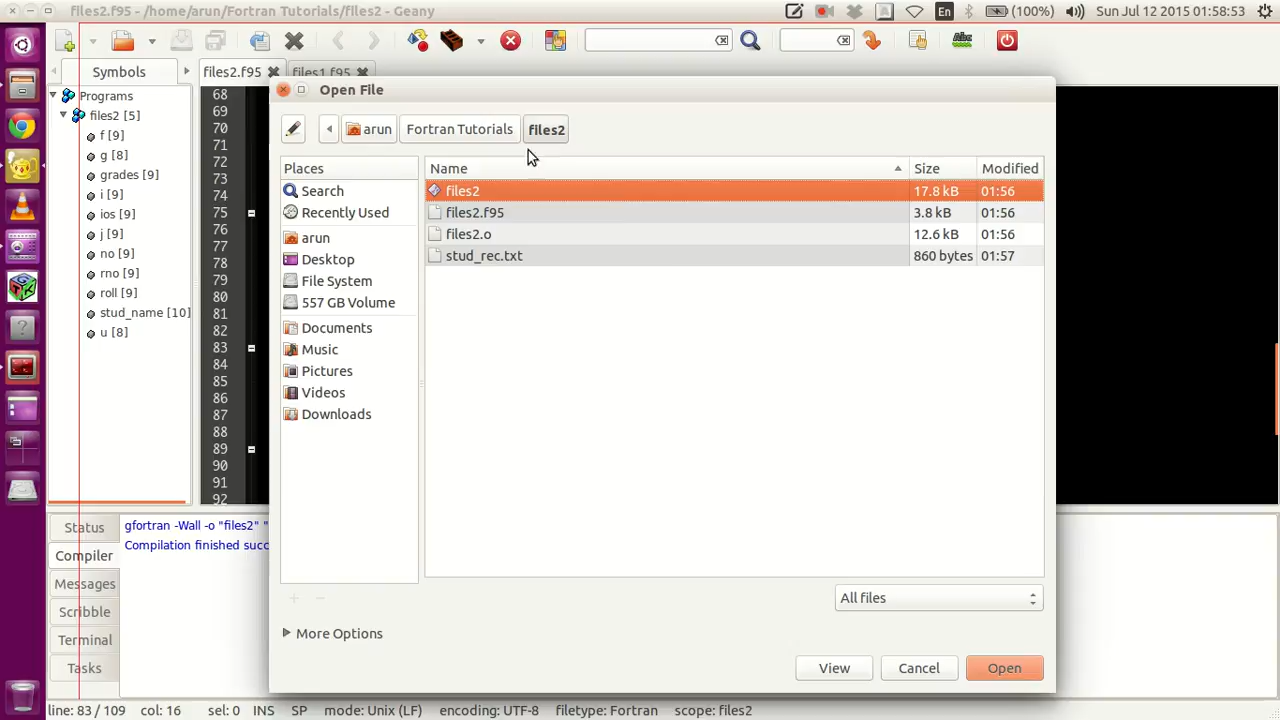 files2.f95 - /home/arun/Fortran Tutorials/files2 - Geany
En
(100%)
Sun Jul 12 2015 01:58:53
Symbols
files2.f95
files1.f95
Programs
files2 [5]
f [9]
g [8]
grades [9]
i [9]
ios [9]
j [9]
no [9]
rno [9]
roll [9]
stud_name [10]
u [8]
68
69
70
71
72
73
74
75
76
77
78
79
80
81
82
83
84
85
86
87
88
89
90
91
92
Open File
arun
Fortran Tutorials
files2
Places
Search
Recently Used
arun
Desktop
File System
557 GB Volume
Documents
Music
Pictures
Videos
Downloads
Name Size Modified
files2 17.8 kB 01:56
files2.f95 3.8 kB 01:56
files2.o 12.6 kB 01:56
stud_rec.txt 860 bytes 01:57
All files
More Options
View
Cancel
Open
Status
Compiler
Messages
Scribble
Terminal
Tasks
gfortran -Wall -o "files2" "
Compilation finished succ
line: 83 / 109 col: 16 sel: 0 INS SP mode: Unix (LF) encoding: UTF-8 filetype: Fortran scope: files2